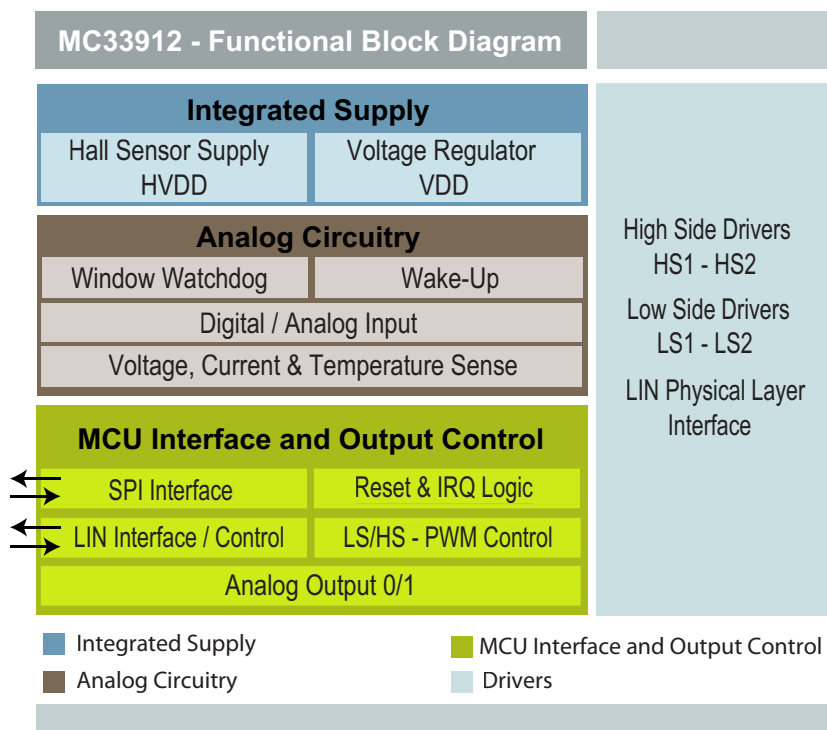 MC33912 - Functional Block Diagram
Integrated Supply
Hall Sensor Supply
HVDD
Voltage Regulator
VDD
Analog Circuitry
Window Watchdog
Wake-Up
Digital / Analog Input
Voltage, Current & Temperature Sense
MCU Interface and Output Control
SPI Interface
Reset & IRQ Logic
LIN Interface / Control
LS/HS - PWM Control
Analog Output 0/1
High Side Drivers
HS1 - HS2
Low Side Drivers
LS1 - LS2
LIN Physical Layer
Interface
Integrated Supply
MCU Interface and Output Control
Analog Circuitry
Drivers